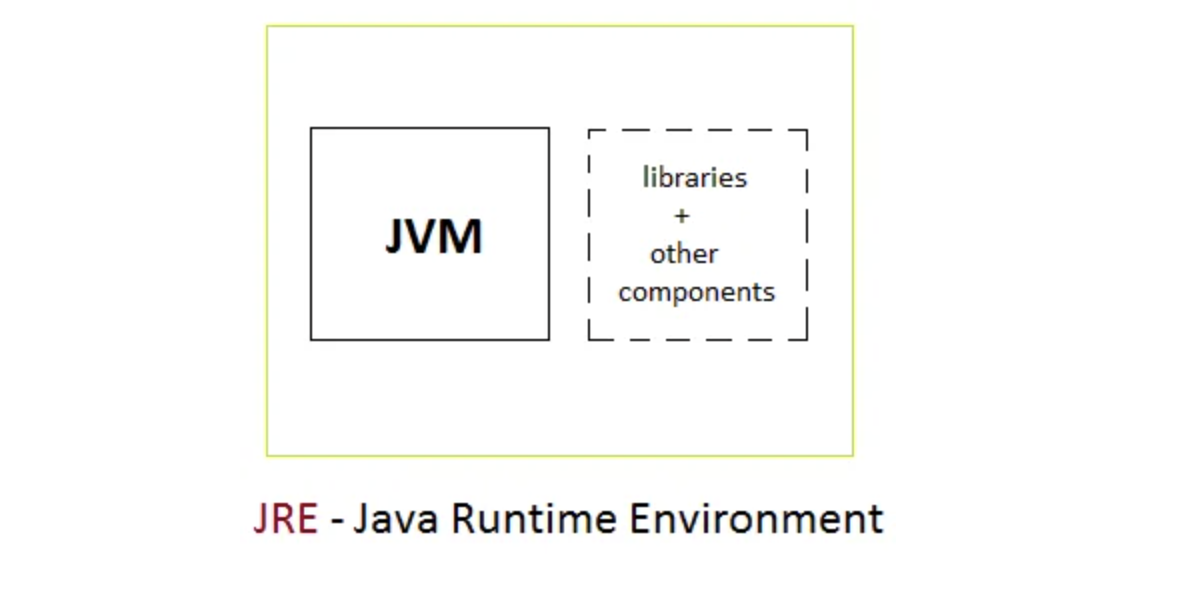 JVM
libraries
+
other
components
JRE - Java Runtime Environment